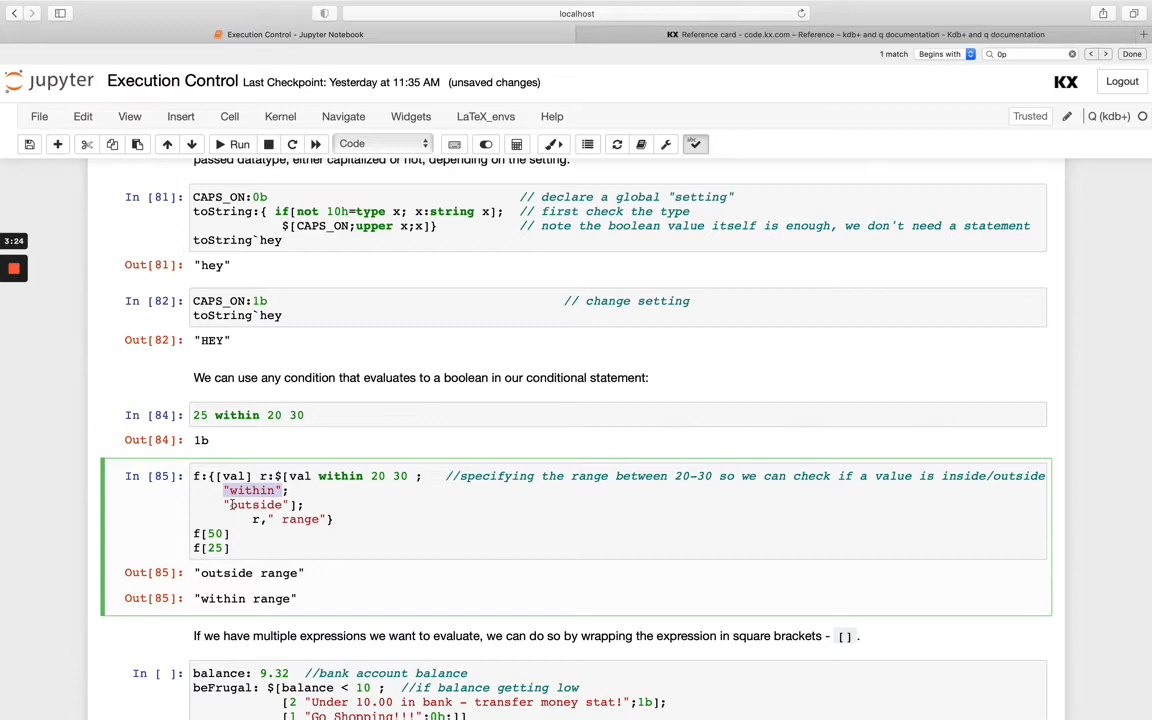 localhost
Execution Control - Jupyter Notebook
KX Reference card - code.kx.com – Reference – kdb+ and q documentation - Kdb+ and q documentation
1 match Begins with 0p Done
jupyter Execution Control Last Checkpoint: Yesterday at 11:35 AM (unsaved changes) KX Logout
File Edit View Insert Cell Kernel Navigate Widgets LaTeX_envs Help Trusted Q (kdb+)
Run Code
passed datatype, either capitalized or not, depending on the setting.
In [81]: CAPS_ON:0b // declare a global "setting"
toString:{ if[not 10h=type x; x:string x]; // first check the type
$[CAPS_ON;upper x;x]} // note the boolean value itself is enough, we don't need a statement
toString`hey
3:24
Out[81]: "hey"
In [82]: CAPS_ON:1b // change setting
toString`hey
Out[82]: "HEY"
We can use any condition that evaluates to a boolean in our conditional statement:
In [84]: 25 within 20 30
Out[84]: 1b
In [85]: f:{[val] r:$[val within 20 30 ; //specifying the range between 20-30 so we can check if a value is inside/outside
"within";
"outside"];
r," range"}
f[50]
f[25]
Out[85]: "outside range"
Out[85]: "within range"
If we have multiple expressions we want to evaluate, we can do so by wrapping the expression in square brackets - [].
In [ ]: balance: 9.32 //bank account balance
beFrugal: $[balance < 10 ; //if balance getting low
[2 "Under 10.00 in bank - transfer money stat!";1b];
[1 "Go Shopping!!!";0b;]]